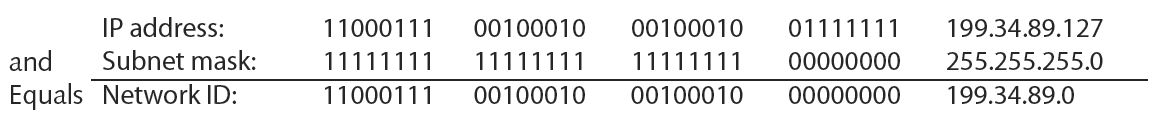 IP address: 11000111 00100010 00100010 01111111 199.34.89.127
and Subnet mask: 11111111 11111111 11111111 00000000 255.255.255.0
Equals Network ID: 11000111 00100010 00100010 00000000 199.34.89.0